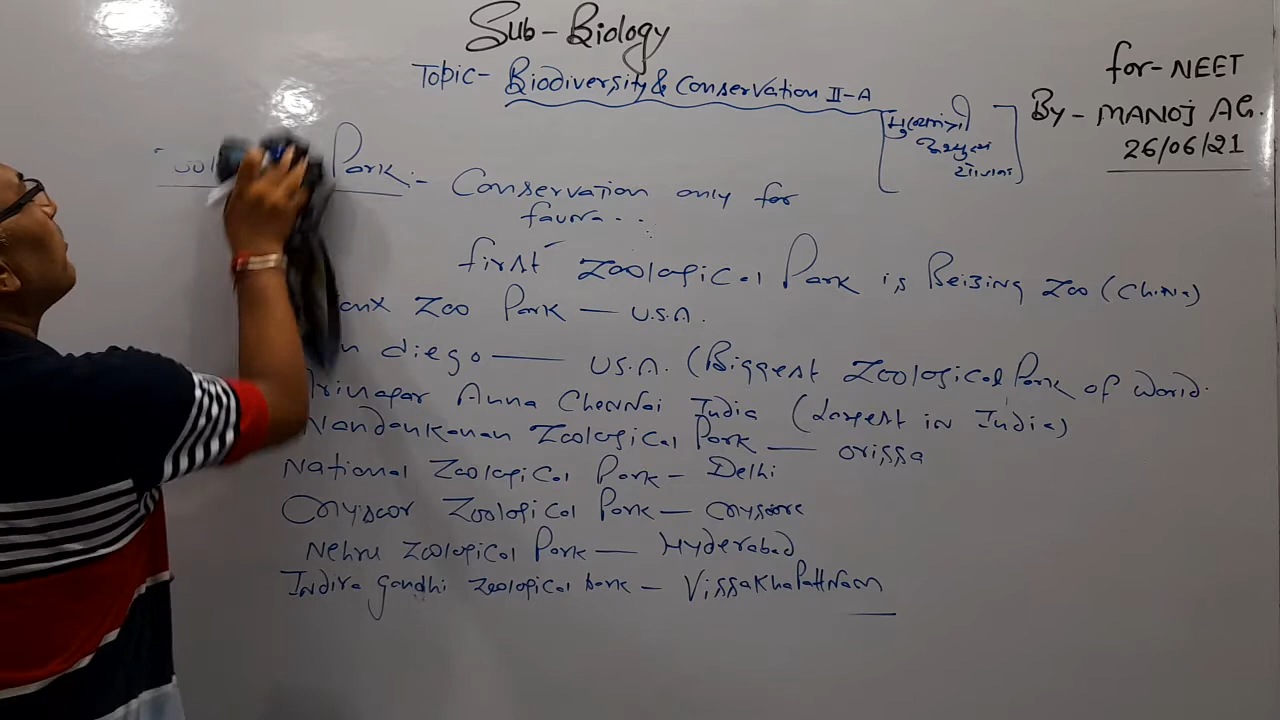 Sub- Biology
Topic- Biodiversity & Conservation II-A
for-NEET
By - MANOJ AG.
26/06/21
Park:- Conservation only for
fauna...
first Zoological Park is Beizing Zoo (China)
Zoo Park — U.S.A.
diego — U.S.A. (Biggest Zoological Park of World.
Anna Chennai India (Largest in India)
Nandankanan Zoological Park — orissa
National Zoological Park - Delhi
Zoological Park — mysore
Nehru Zoological Park — Hyderabad
Indira Gandhi Zoological park - VissakhaPattNam